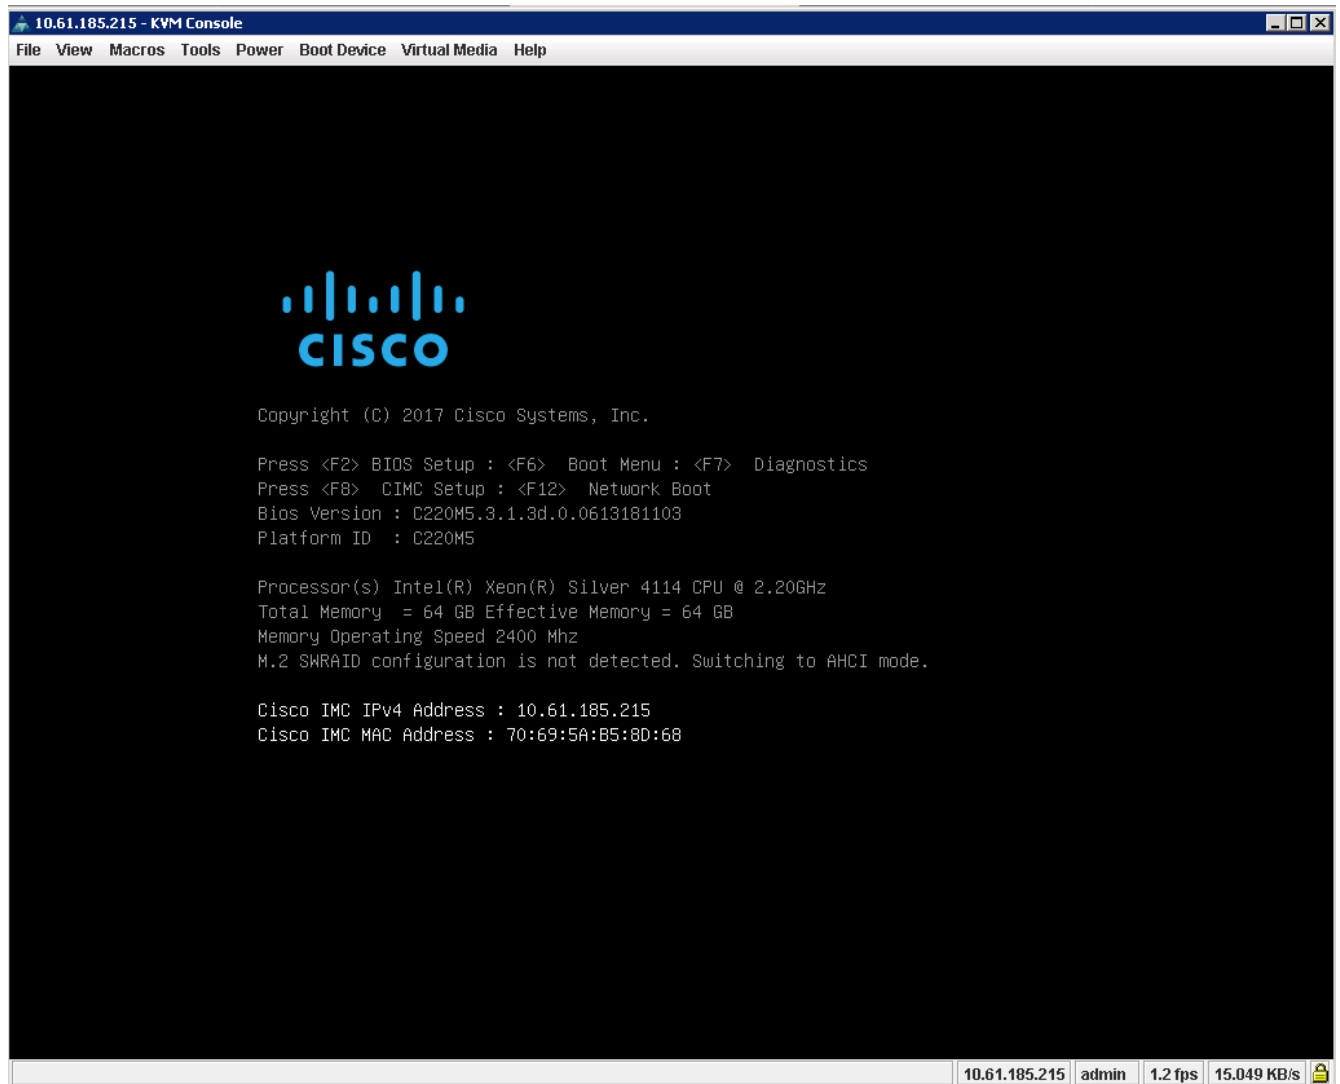 10.61.185.215 - KVM Console
File View Macros Tools Power Boot Device Virtual Media Help
CISCO
Copyright (C) 2017 Cisco Systems, Inc.
Press <F2> BIOS Setup : <F6> Boot Menu : <F7> Diagnostics
Press <F8> CIMC Setup : <F12> Network Boot
Bios Version : C220M5.3.1.3d.0.0613181103
Platform ID : C220M5
Processor(s) Intel(R) Xeon(R) Silver 4114 CPU @ 2.20GHz
Total Memory = 64 GB Effective Memory = 64 GB
Memory Operating Speed 2400 Mhz
M.2 SWRAID configuration is not detected. Switching to AHCI mode.
Cisco IMC IPv4 Address : 10.61.185.215
Cisco IMC MAC Address : 70:69:5A:B5:8D:68
10.61.185.215 admin 1.2 fps 15.049 KB/s